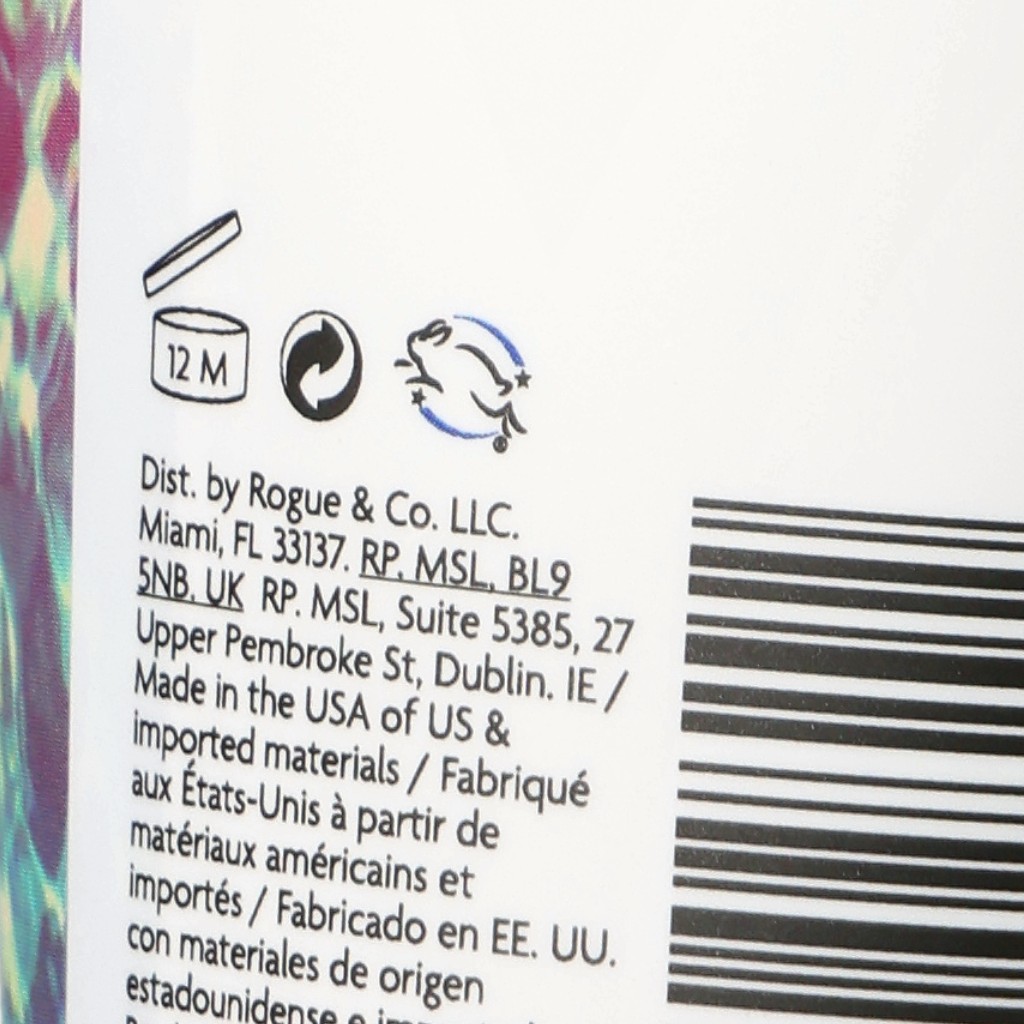 12 M
Dist. by Rogue & Co. LLC.
Miami, FL 33137. RP. MSL, BL9
5NB. UK RP. MSL, Suite 5385, 27
Upper Pembroke St, Dublin. IE /
Made in the USA of US &
imported materials / Fabriqué
aux États-Unis à partir de
matériaux américains et
importés / Fabricado en EE. UU.
con materiales de origen
estadounidense e